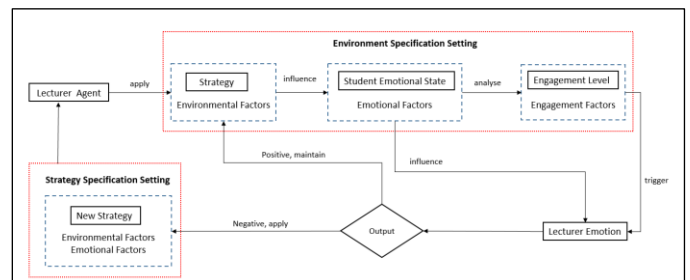 Environment Specification Setting
Lecturer Agent
apply
Strategy
Environmental Factors
influence
Student Emotional State
Emotional Factors
analyse
Engagement Level
Engagement Factors
Positive, maintain
influence
trigger
Strategy Specification Setting
New Strategy
Environmental Factors
Emotional Factors
Negative, apply
Output
Lecturer Emotion